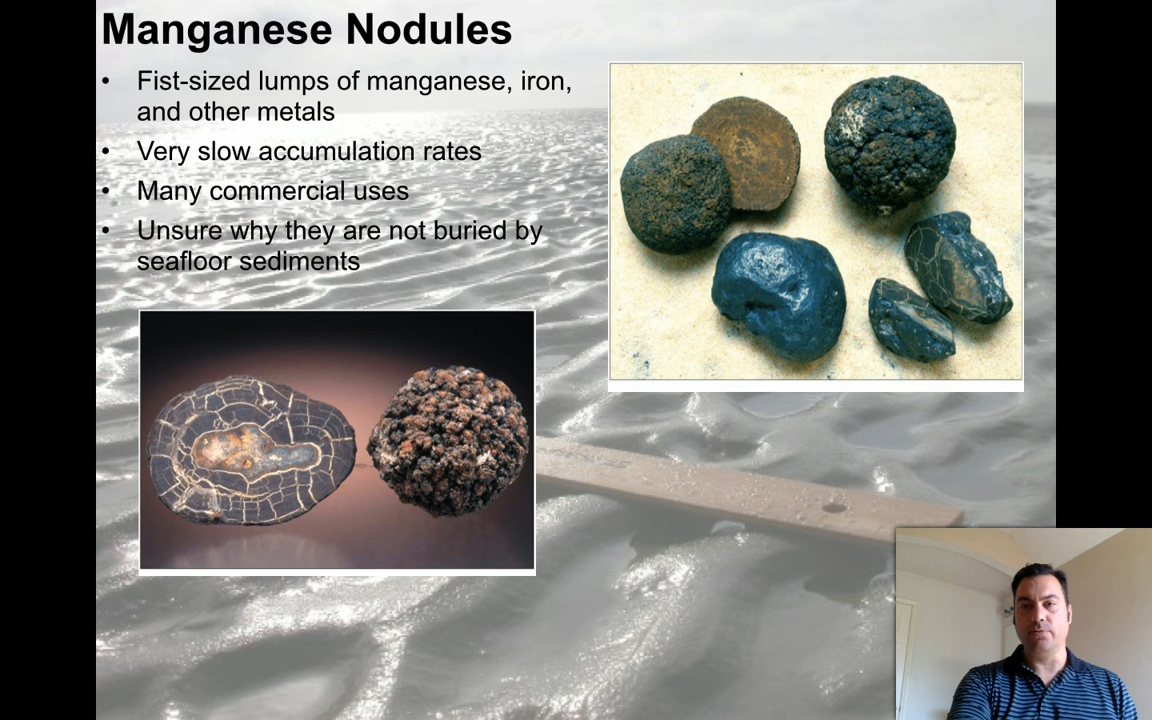 Manganese Nodules
• Fist-sized lumps of manganese, iron,
and other metals
• Very slow accumulation rates
• Many commercial uses
• Unsure why they are not buried by
seafloor sediments